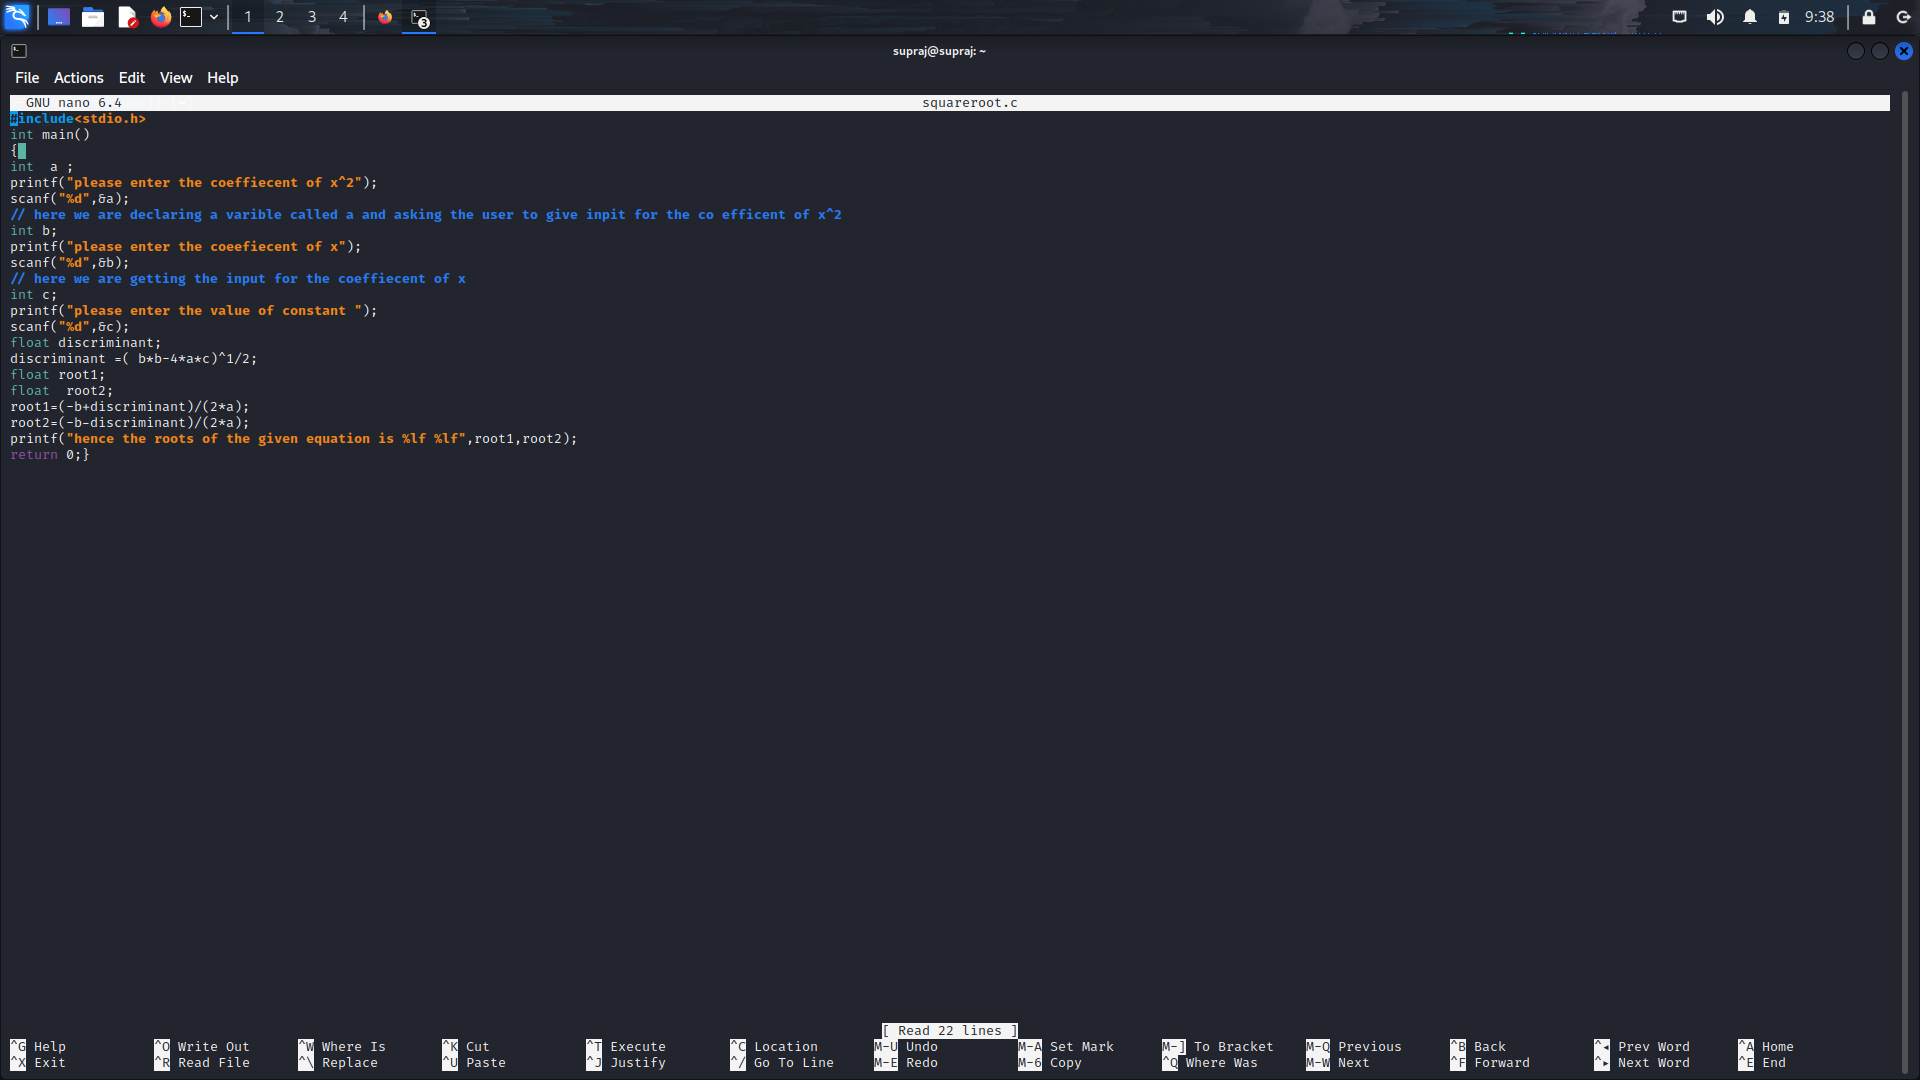 1 2 3 4 3 9:38
supraj@supraj: ~
File Actions Edit View Help
GNU nano 6.4 squareroot.c
#include<stdio.h>
int main()
{
int  a ;
printf("please enter the coeffiecent of x^2");
scanf("%d",&a);
// here we are declaring a varible called a and asking the user to give inpit for the co efficent of x^2
int b;
printf("please enter the coeefiecent of x");
scanf("%d",&b);
// here we are getting the input for the coeffiecent of x
int c;
printf("please enter the value of constant ");
scanf("%d",&c);
float discriminant;
discriminant =( b*b-4*a*c)^1/2;
float root1;
float  root2;
root1=(-b+discriminant)/(2*a);
root2=(-b-discriminant)/(2*a);
printf("hence the roots of the given equation is %lf %lf",root1,root2);
return 0;}
[ Read 22 lines ]
^G Help ^O Write Out ^W Where Is ^K Cut ^T Execute ^C Location M-U Undo M-A Set Mark M-] To Bracket M-Q Previous ^B Back ^◂ Prev Word ^A Home
^X Exit ^R Read File ^\ Replace ^U Paste ^J Justify ^/ Go To Line M-E Redo M-6 Copy ^Q Where Was M-W Next ^F Forward ^▸ Next Word ^E End